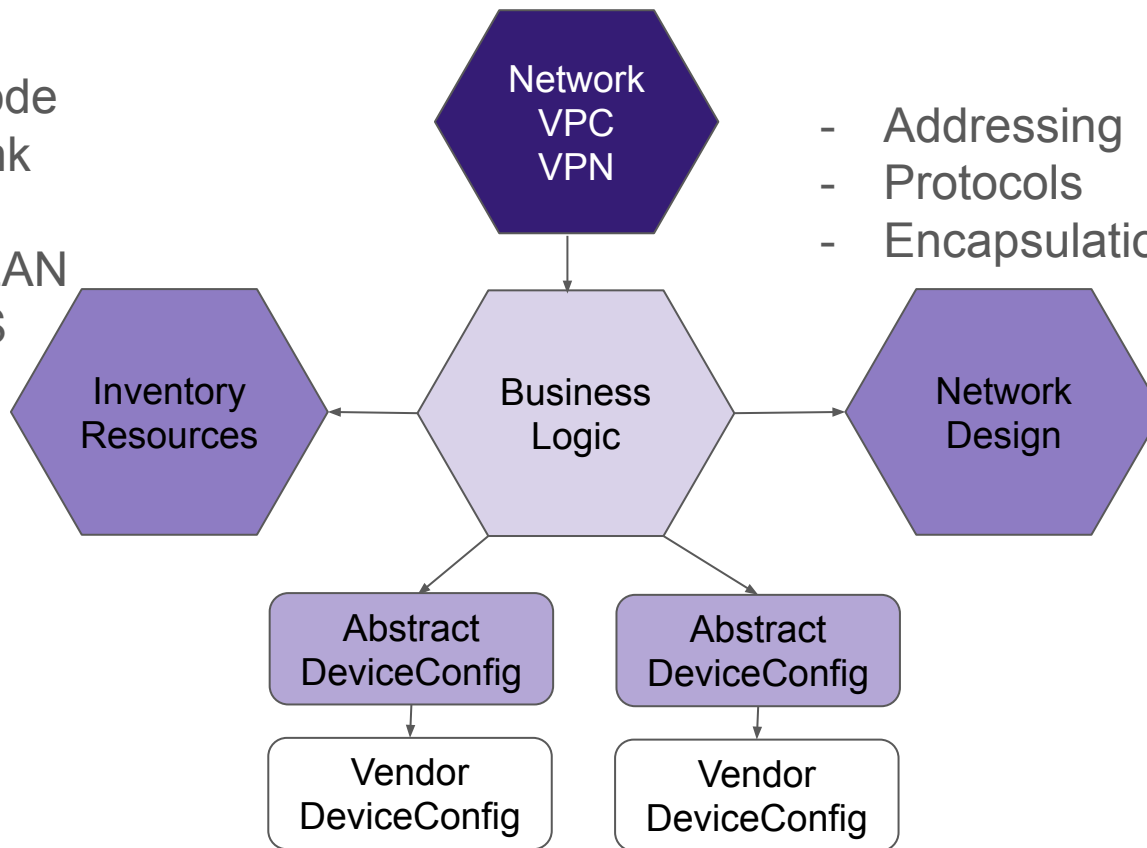 Network
VPC
VPN
- Addressing
- Protocols
- Encapsulatio
Inventory
Resources
Business
Logic
Network
Design
Abstract
DeviceConfig
Abstract
DeviceConfig
Vendor
DeviceConfig
Vendor
DeviceConfig